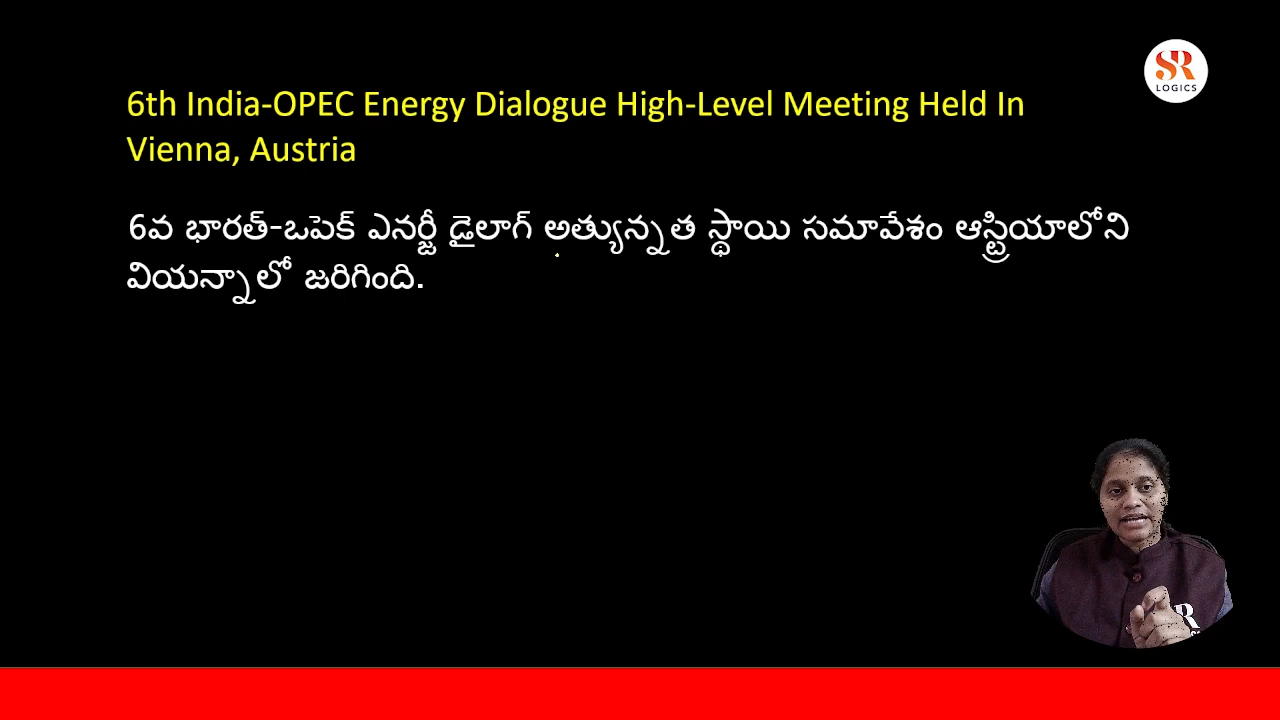 SR
LOGICS
6th India-OPEC Energy Dialogue High-Level Meeting Held In
Vienna, Austria
6వ భారత్-ఒపెక్ ఎనర్జీ డైలాగ్ అత్యున్నత స్థాయి సమావేశం ఆస్ట్రియాలోని
వియన్నాలో జరిగింది.